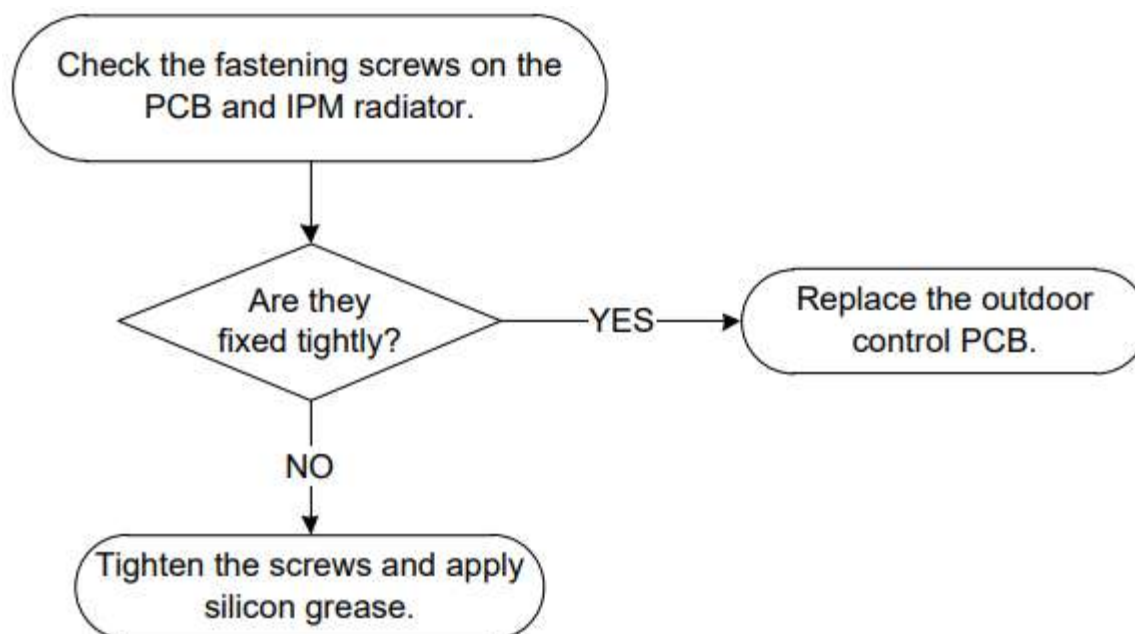 Check the fastening screws on the
PCB and IPM radiator.
Are they
fixed tightly?
YES
Replace the outdoor
control PCB.
NO
Tighten the screws and apply
silicon grease.